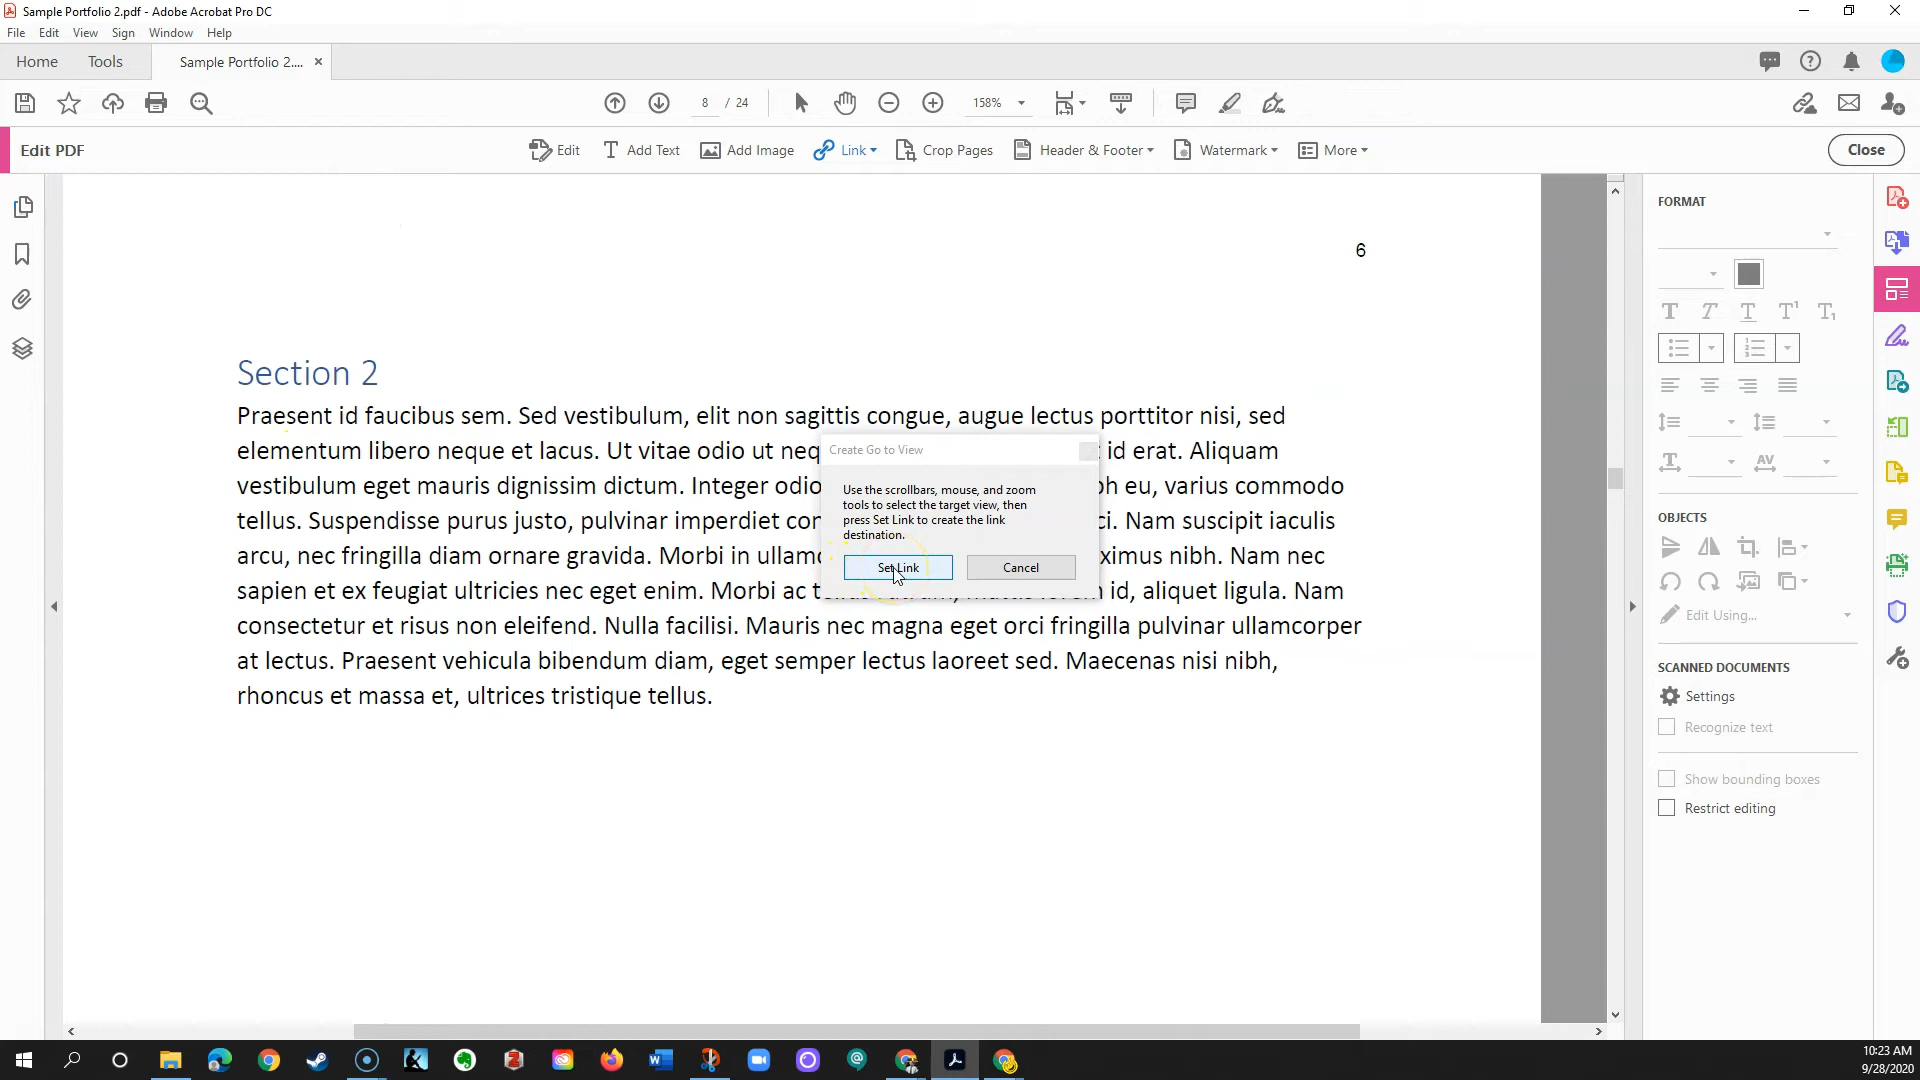 Sample Portfolio 2.pdf - Adobe Acrobat Pro DC
File Edit View Sign Window Help
Home Tools Sample Portfolio 2.... ×
8 / 24 158%
Edit PDF Edit Add Text Add Image Link Crop Pages Header & Footer Watermark More Close
6
Section 2
Praesent id faucibus sem. Sed vestibulum, elit non sagittis congue, augue lectus porttitor nisi, sed
elementum libero neque et lacus. Ut vitae odio ut neq id erat. Aliquam
vestibulum eget mauris dignissim dictum. Integer odio eu, varius commodo
tellus. Suspendisse purus justo, pulvinar imperdiet Nam suscipit iaculis
arcu, nec fringilla diam ornare gravida. Morbi in ullamc ximus nibh. Nam nec
sapien et ex feugiat ultricies nec eget enim. Morbi ac id, aliquet ligula. Nam
consectetur et risus non eleifend. Nulla facilisi. Mauris nec magna eget orci fringilla pulvinar ullamcorper
at lectus. Praesent vehicula bibendum diam, eget semper lectus laoreet sed. Maecenas nisi nibh,
rhoncus et massa et, ultrices tristique tellus.
Create Go to View
Use the scrollbars, mouse, and zoom
tools to select the target view, then
press Set Link to create the link
destination.
Set Link Cancel
FORMAT
OBJECTS
Edit Using...
SCANNED DOCUMENTS
Settings
Recognize text
Show bounding boxes
Restrict editing
10:23 AM
9/28/2020